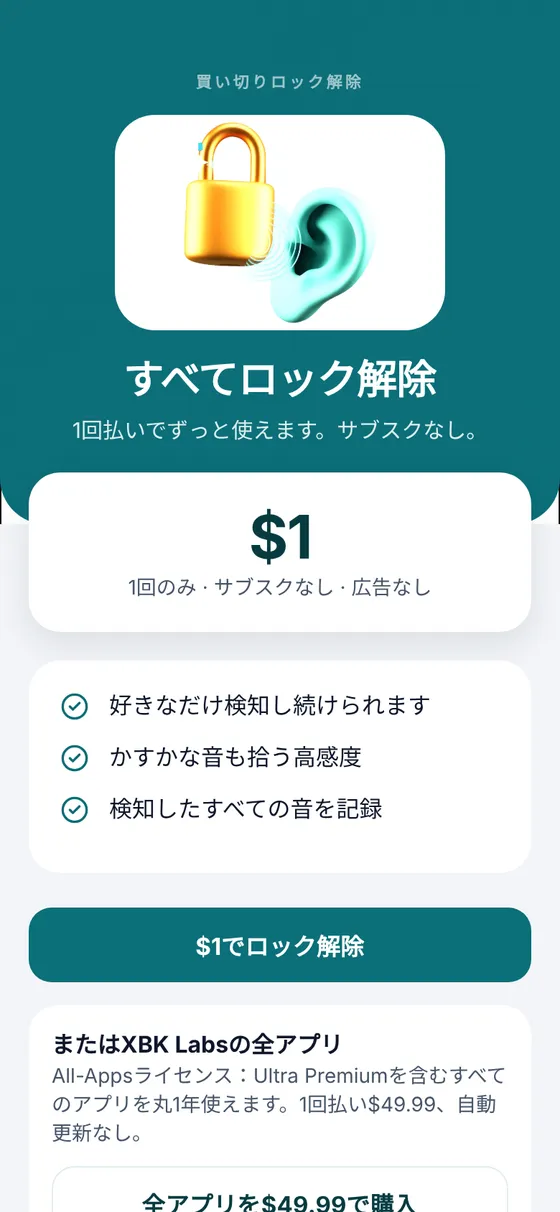 買い切りロック解除
すべてロック解除
1回払いでずっと使えます。サブスクなし。
$1
1回のみ · サブスクなし · 広告なし
好きなだけ検知し続けられます
かすかな音も拾う高感度
検知したすべての音を記録
$1でロック解除
またはXBK Labsの全アプリ
All-Appsライセンス：Ultra Premiumを含むすべて
のアプリを丸1年使えます。1回払い$49.99、自動
更新なし。
全アプリを$49.99で購入